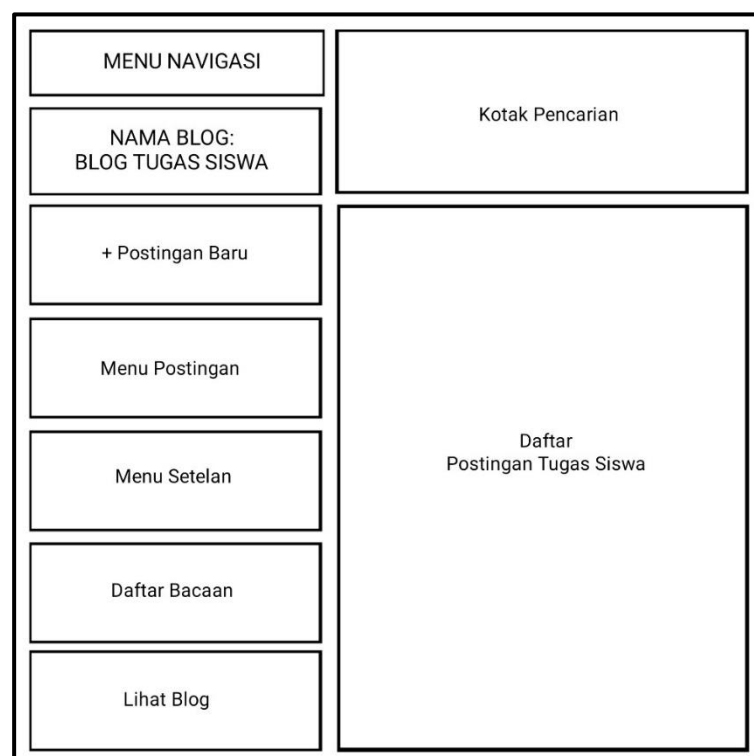 MENU NAVIGASI
NAMA BLOG:
BLOG TUGAS SISWA
+ Postingan Baru
Menu Postingan
Menu Setelan
Daftar Bacaan
Lihat Blog
Kotak Pencarian
Daftar
Postingan Tugas Siswa